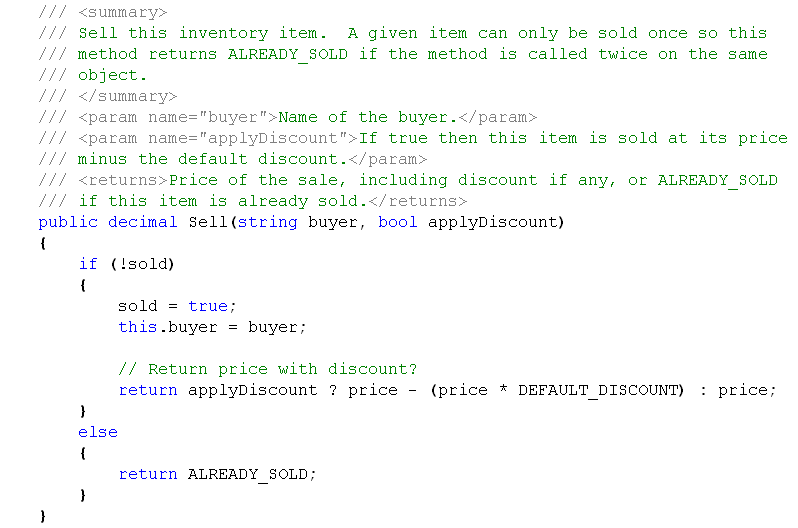 /// <summary>
/// Sell this inventory item.  A given item can only be sold once so this
/// method returns ALREADY_SOLD if the method is called twice on the same
/// object.
/// </summary>
/// <param name="buyer">Name of the buyer.</param>
/// <param name="applyDiscount">If true then this item is sold at its price
/// minus the default discount.</param>
/// <returns>Price of the sale, including discount if any, or ALREADY_SOLD
/// if this item is already sold.</returns>
public decimal Sell(string buyer, bool applyDiscount)
{
    if (!sold)
    {
        sold = true;
        this.buyer = buyer;

        // Return price with discount?
        return applyDiscount ? price - (price * DEFAULT_DISCOUNT) : price;
    }
    else
    {
        return ALREADY_SOLD;
    }
}